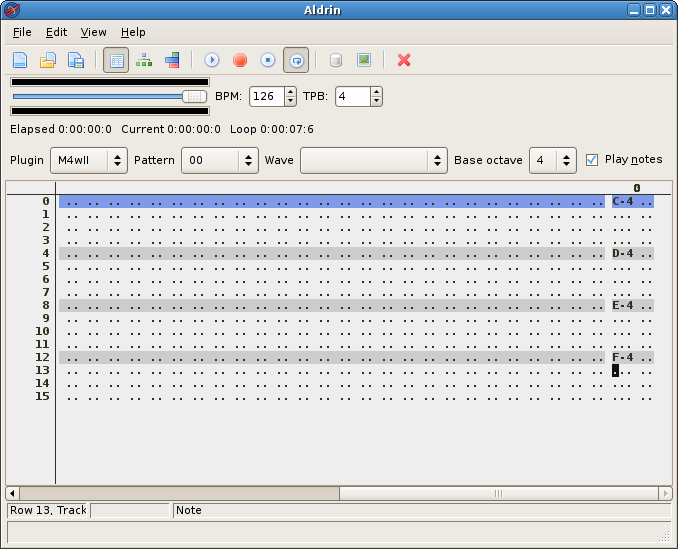 Aldrin
File Edit View Help
BPM: 126 TPB: 4
Elapsed 0:00:00:0 Current 0:00:00:0 Loop 0:00:07:6
Plugin M4wII Pattern 00 Wave Base octave 4 Play notes
0
0 C-4 ..
1
2
3
4 D-4 ..
5
6
7
8 E-4 ..
9
10
11
12 F-4 ..
13
14
15
Row 13, Track Note